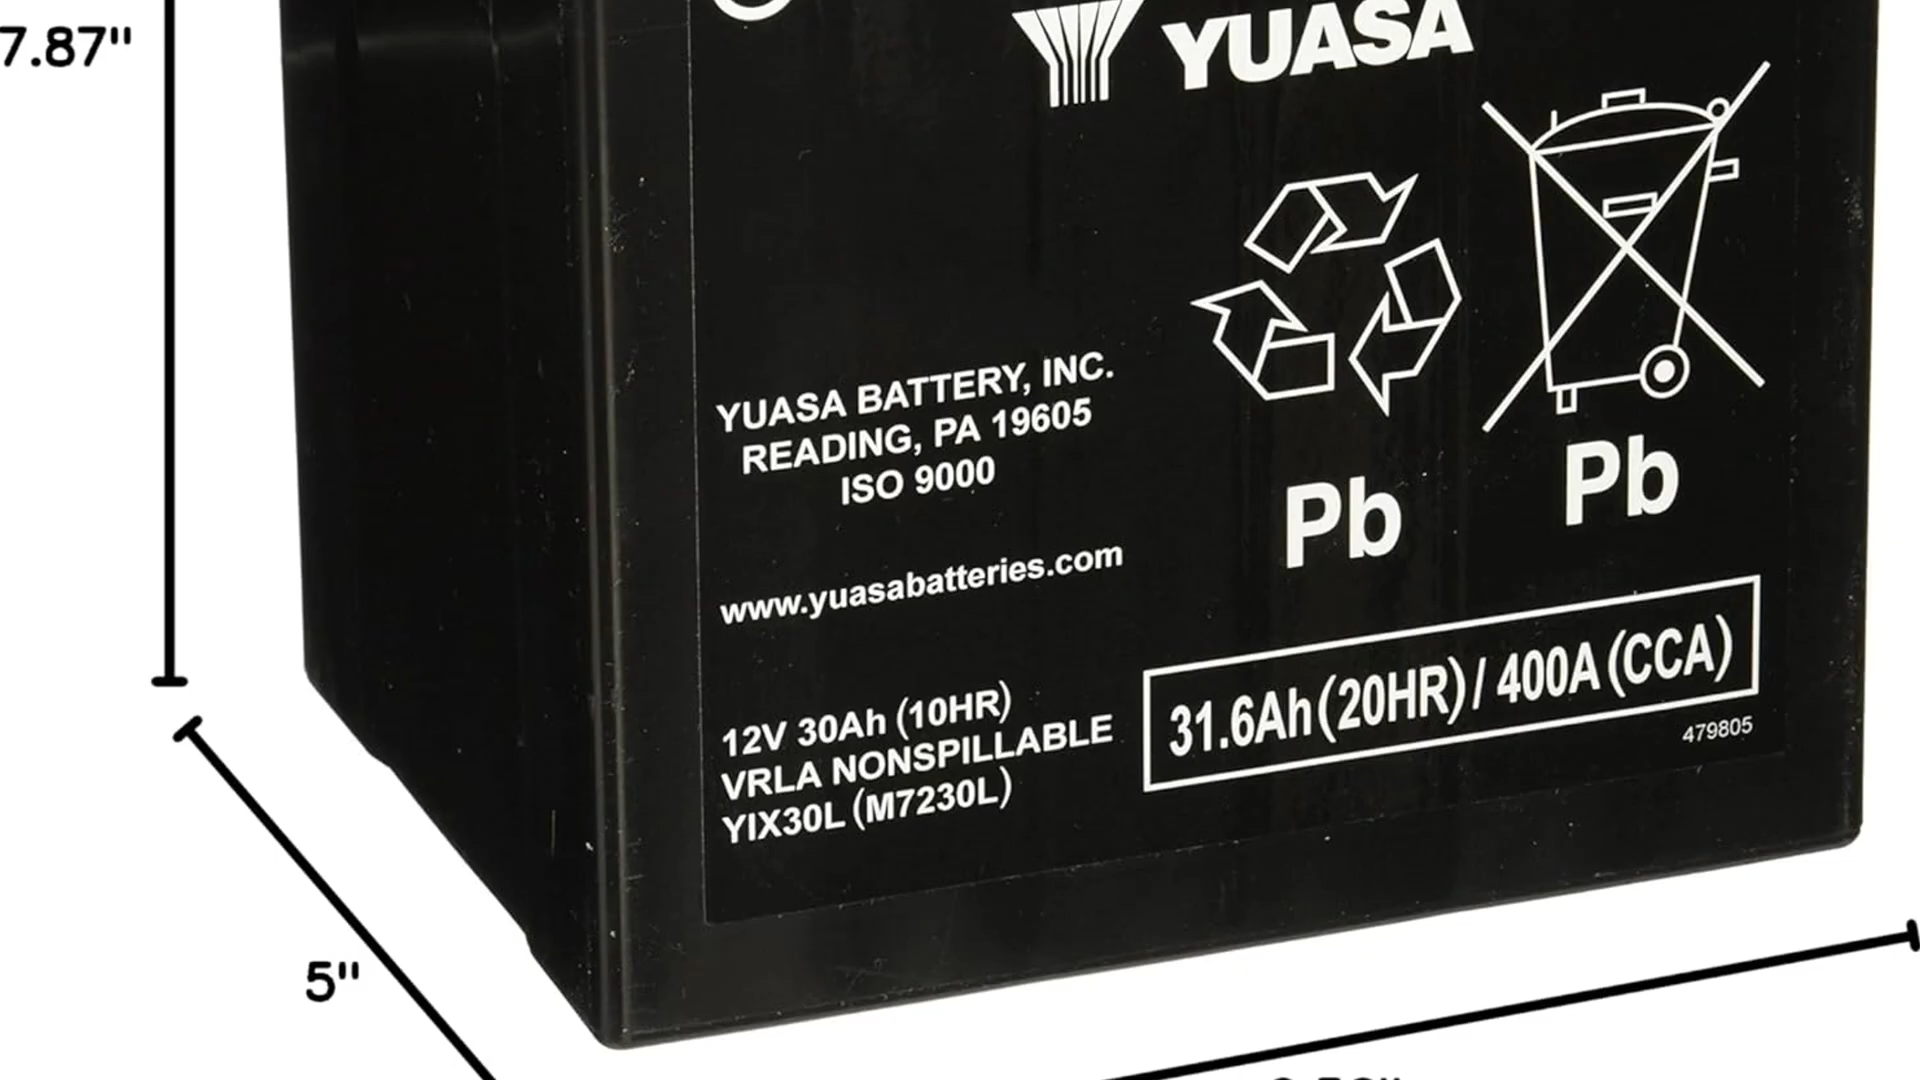 7.87"
YUASA
YUASA BATTERY, INC.
READING, PA 19605
ISO 9000
Pb
Pb
www.yuasabatteries.com
12V 30Ah (10HR)
VRLA NONSPILLABLE
YIX30L (M7230L)
31.6Ah (20HR) / 400A (CCA)
479805
5"